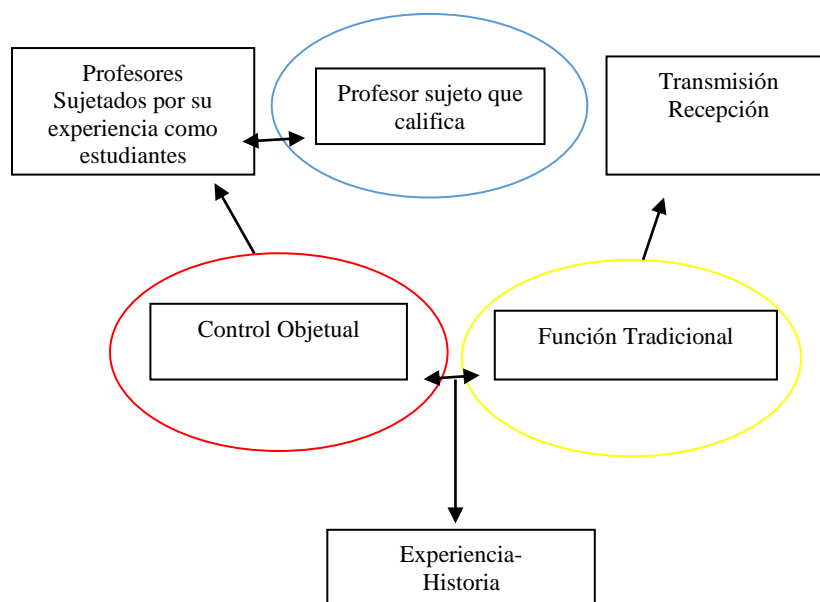 Profesores
Sujetados por su
experiencia como
estudiantes
Profesor sujeto que
califica
Transmisión
Recepción
Control Objetual
Función Tradicional
Experiencia-
Historia